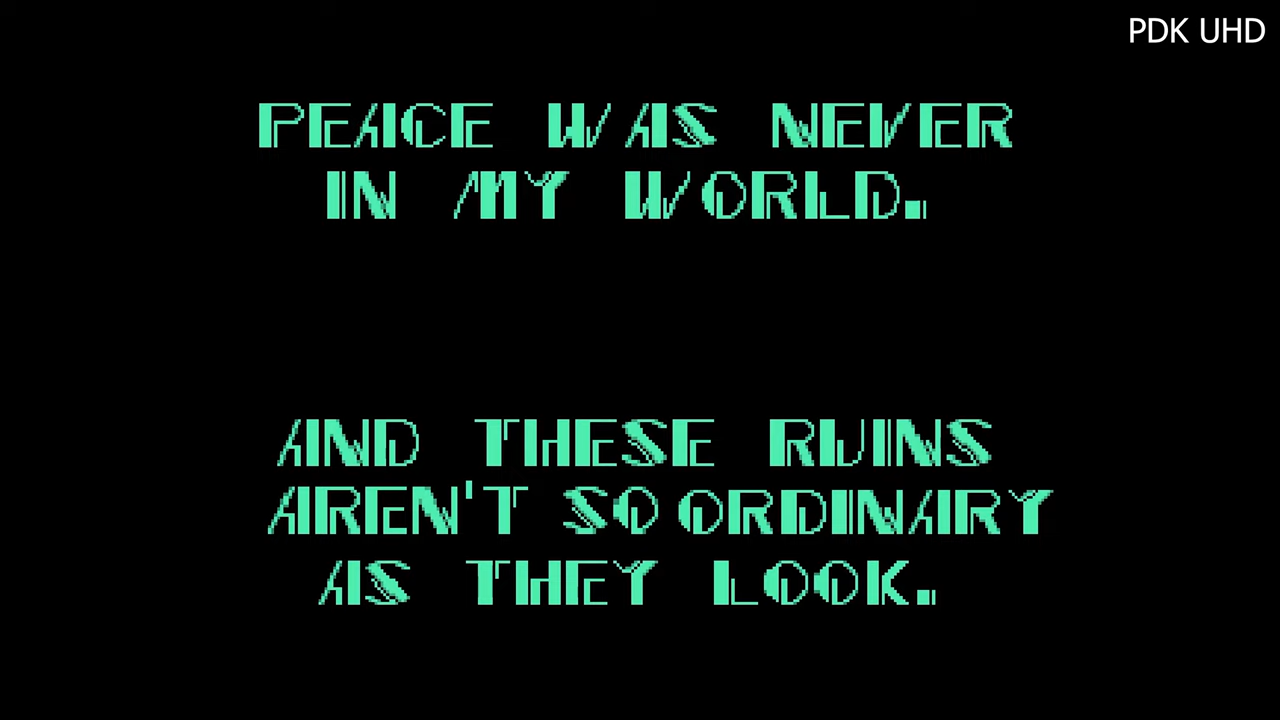 PDK UHD
PEACE WAS NEVER
IN MY WORLD.
AND THESE RUINS
AREN'T SO ORDINARY
AS THEY LOOK.